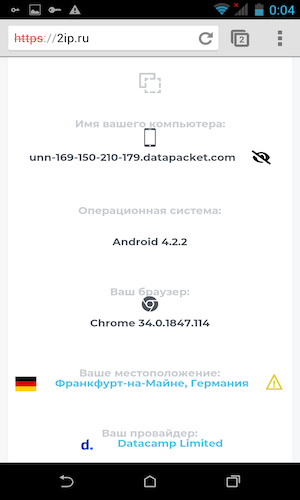 0:04
https://2ip.ru
2
Имя вашего компьютера:
unn-169-150-210-179.datapacket.com
Операционная система:
Android 4.2.2
Ваш браузер:
Chrome 34.0.1847.114
Ваше местоположение:
Франкфурт-на-Майне, Германия
Ваш провайдер:
d. Datacamp Limited